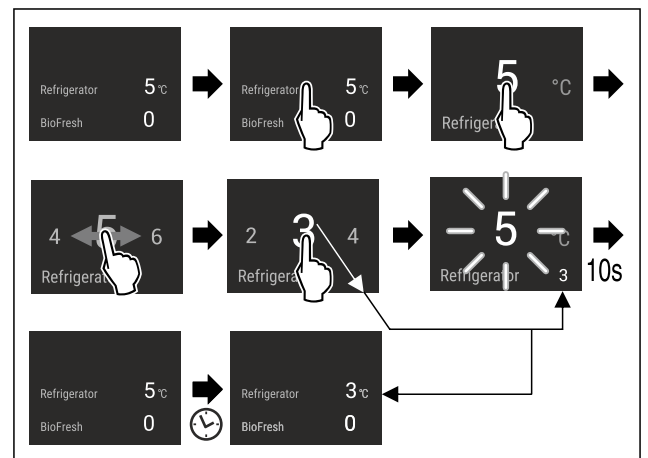 Refrigerator 5 °C
BioFresh 0
Refrigerator 5 °C
BioFresh 0
5 °C
4 5 6
2 3 4
5 °C
Refrigerator 3
10s
Refrigerator 5 °C
BioFresh 0
Refrigerator 3 °C
BioFresh 0